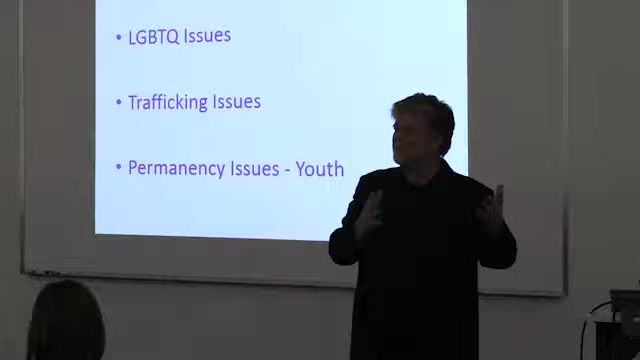 • LGBTQ Issues
• Trafficking Issues
• Permanency Issues - Youth